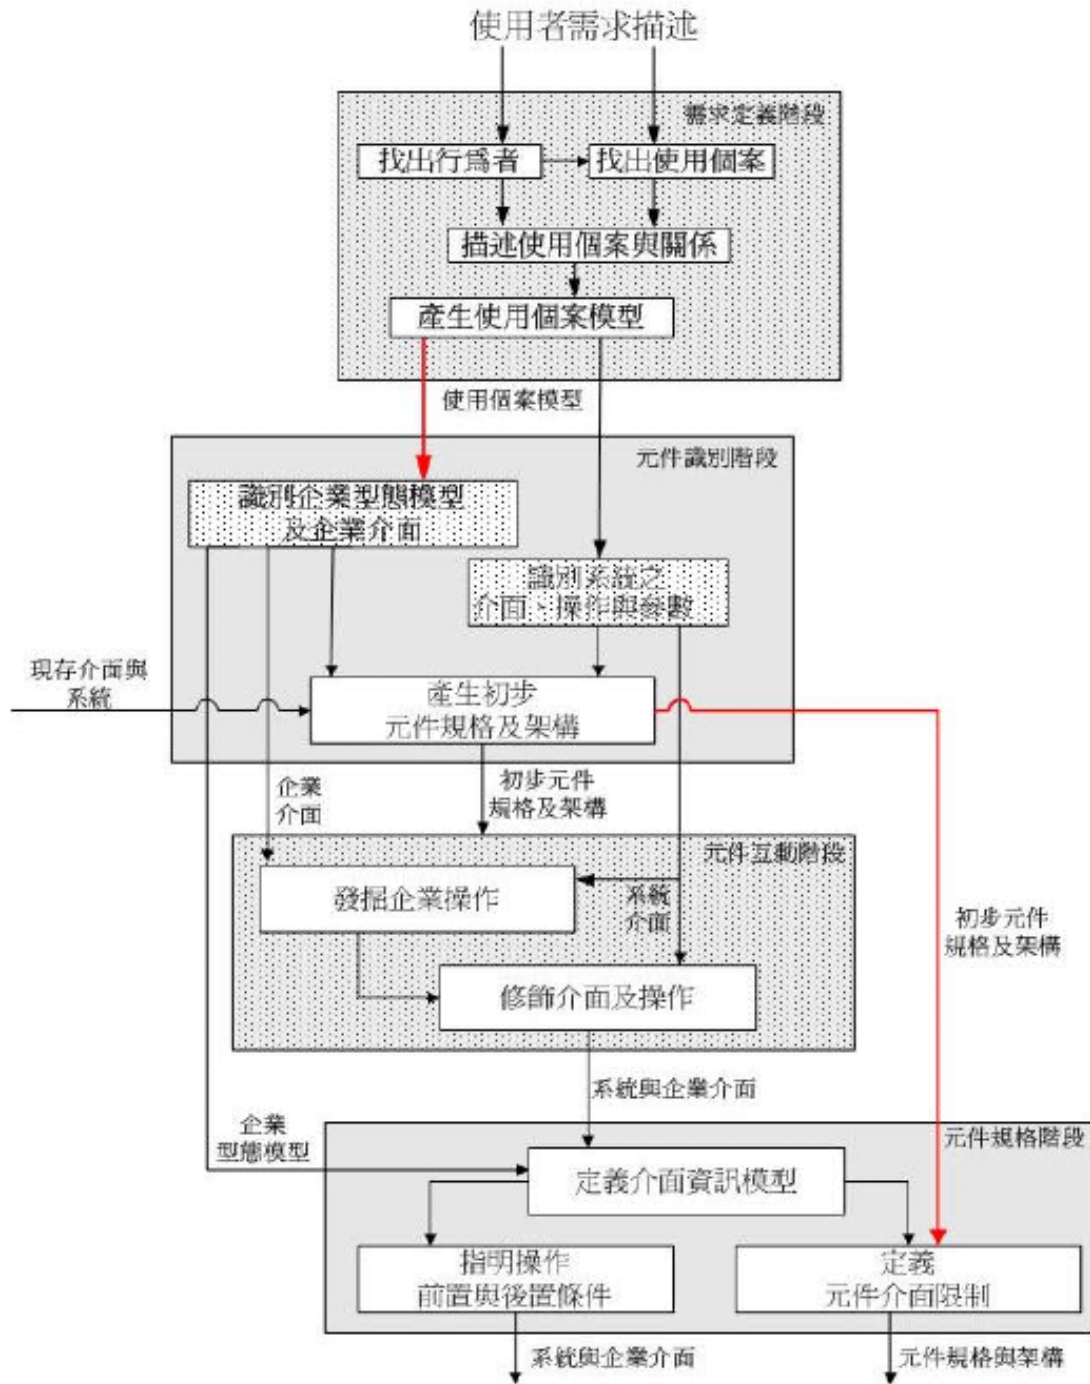 使用者需求描述
需求定義階段
找出行爲者
找出使用個案
描述使用個案與關係
產生使用個案模型
使用個案模型
元件識別階段
識別企業型態模型
及企業介面
識別系統之
介面、操作與參數
現存介面與
系統
產生初步
元件規格及架構
企業
介面
初步元件
規格及架構
元件互動階段
發掘企業操作
系統
介面
初步元件
規格及架構
修飾介面及操作
系統與企業介面
企業
型態模型
元件規格階段
定義介面資訊模型
指明操作
前置與後置條件
定義
元件介面限制
系統與企業介面
元件規格與架構